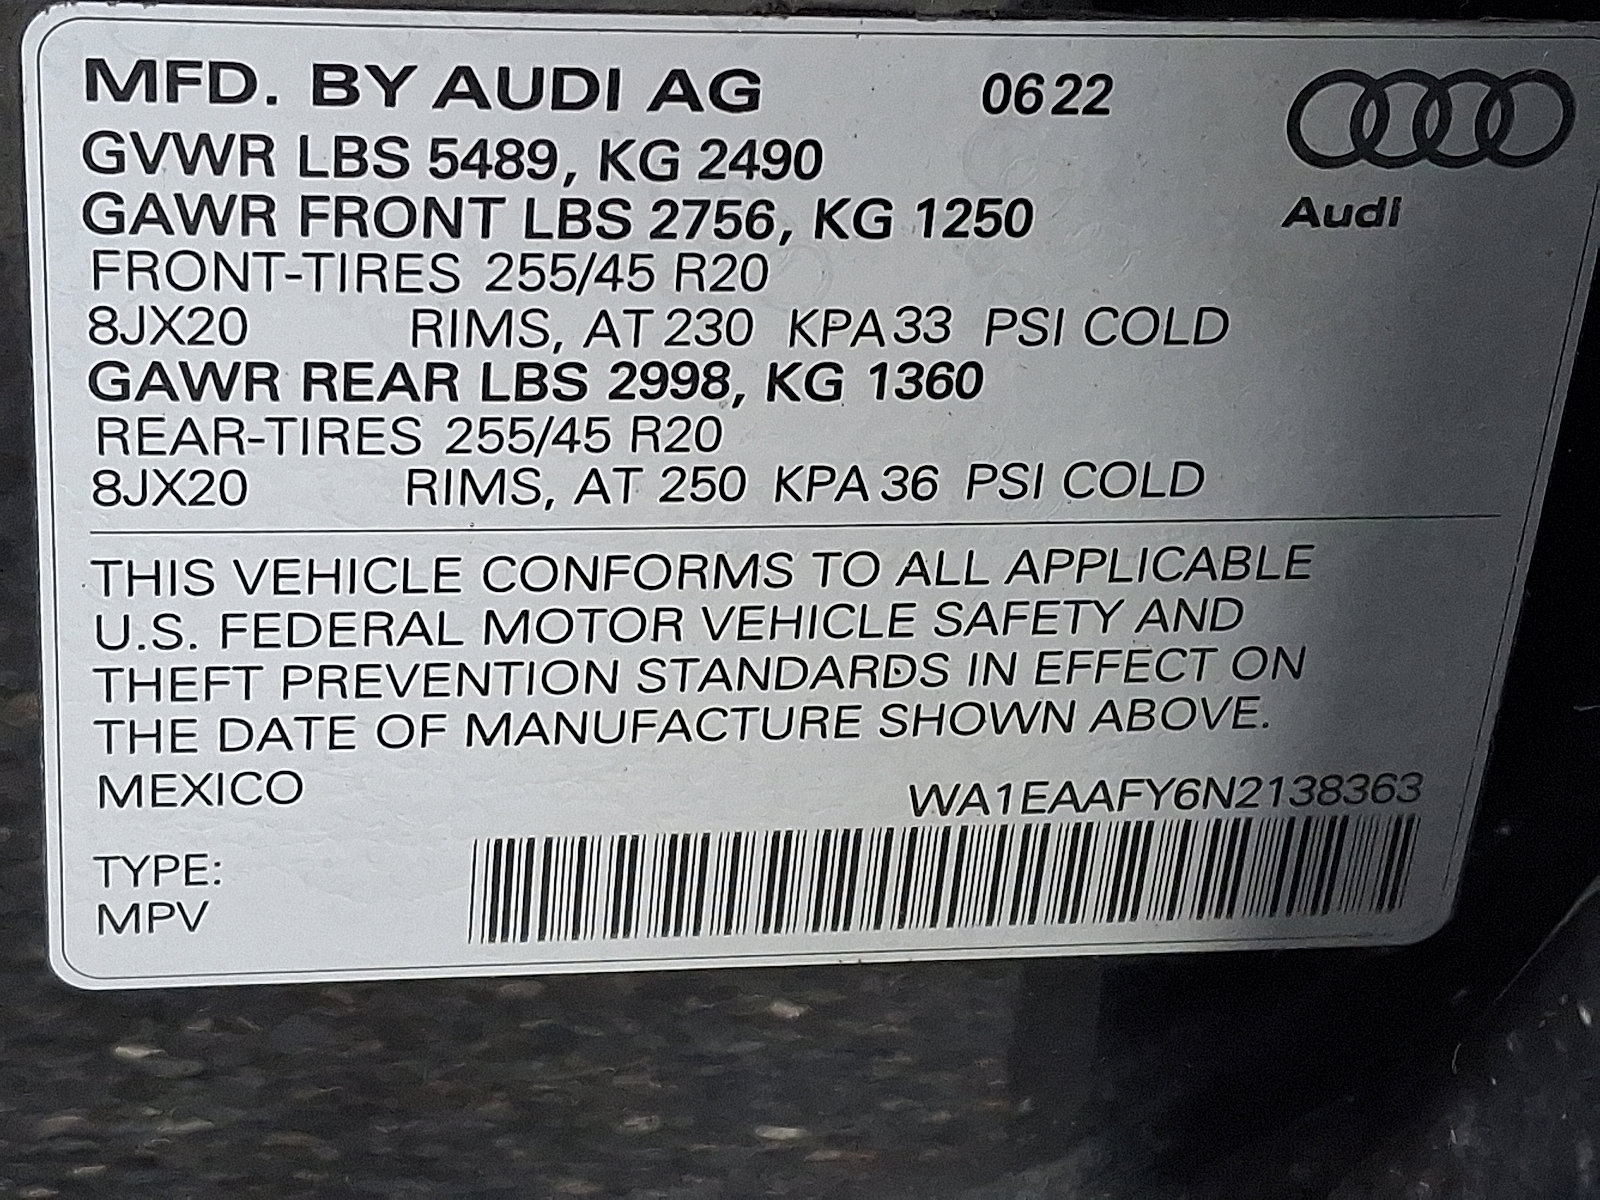 MFD. BY AUDI AG 0622
GVWR LBS 5489, KG 2490
GAWR FRONT LBS 2756, KG 1250
Audi
FRONT-TIRES 255/45 R20
8JX20 RIMS, AT 230 KPA 33 PSI COLD
GAWR REAR LBS 2998, KG 1360
REAR-TIRES 255/45 R20
8JX20 RIMS, AT 250 KPA 36 PSI COLD
THIS VEHICLE CONFORMS TO ALL APPLICABLE
U.S. FEDERAL MOTOR VEHICLE SAFETY AND
THEFT PREVENTION STANDARDS IN EFFECT ON
THE DATE OF MANUFACTURE SHOWN ABOVE.
MEXICO WA1EAAFY6N2138363
TYPE:
MPV